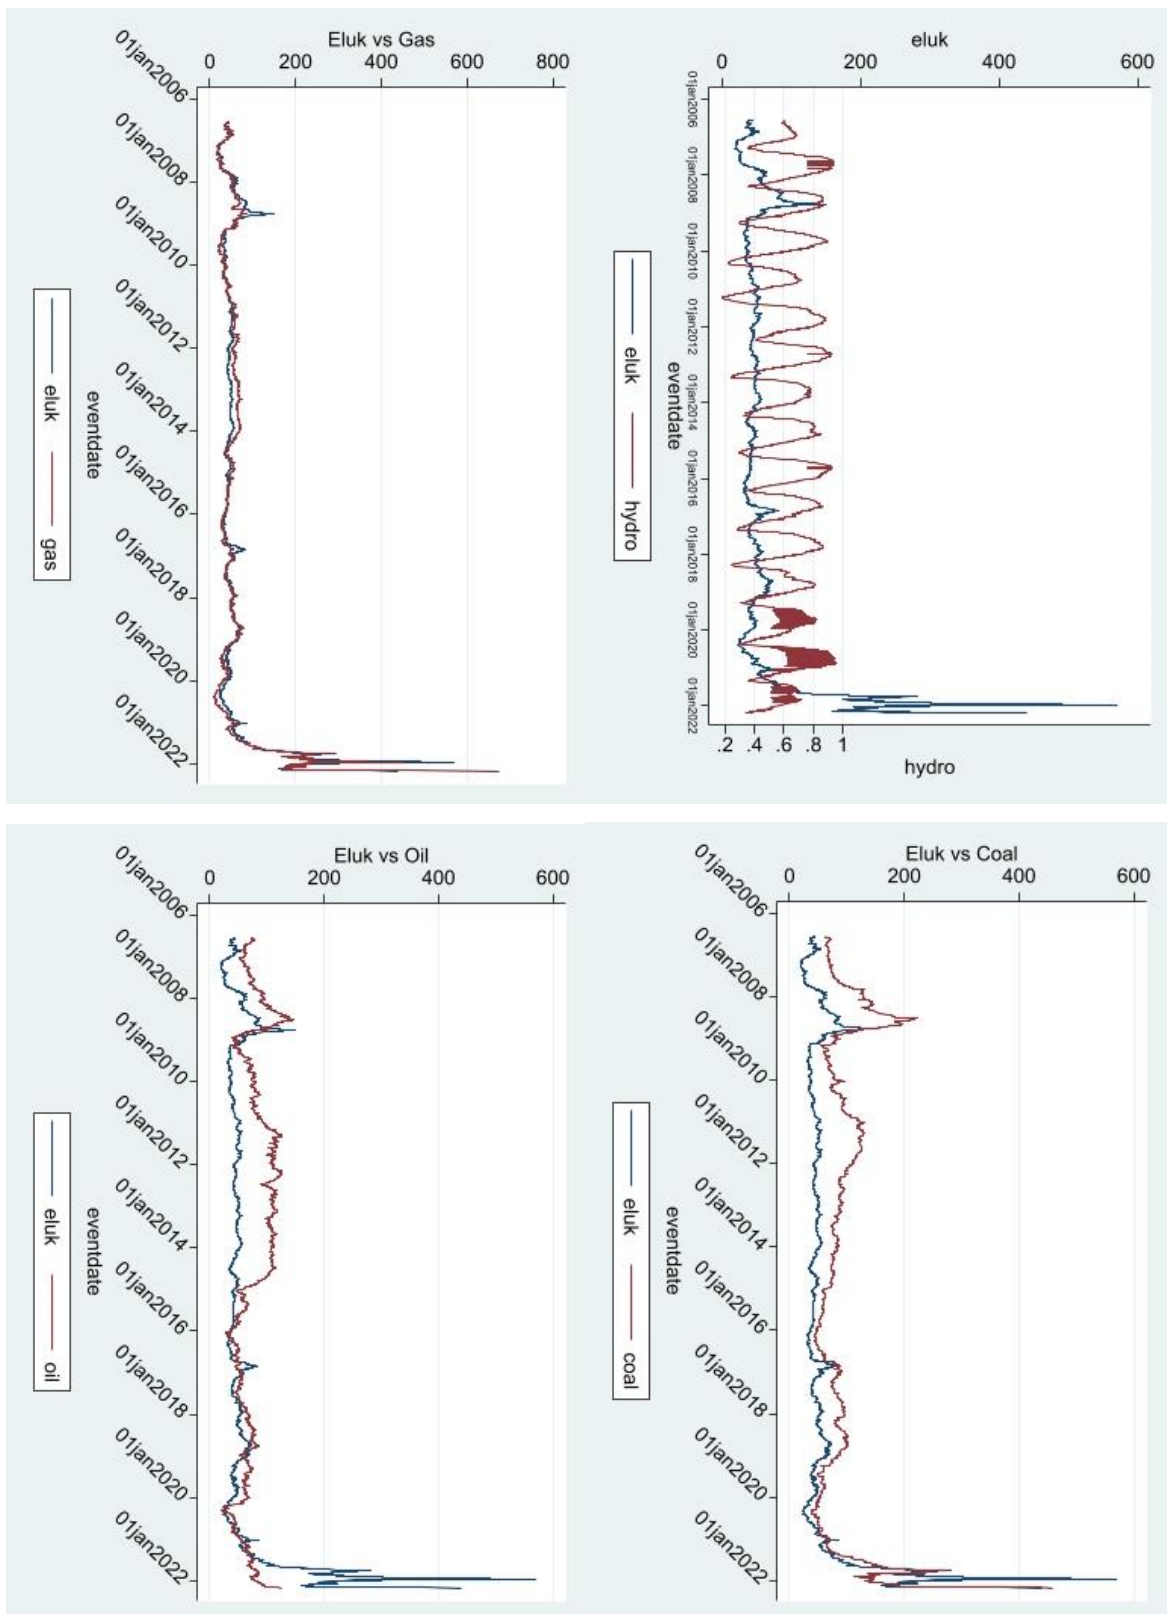 Eluk vs Gas
0 200 400 600 800
01jan2006
01jan2008
01jan2010
01jan2012
01jan2014
01jan2016
01jan2018
01jan2020
01jan2022
eventdate
eluk gas
eluk
0 200 400 600
01jan2006
01jan2008
01jan2010
01jan2012
01jan2014
01jan2016
01jan2018
01jan2020
01jan2022
eventdate
.2 .4 .6 .8 1
hydro
eluk hydro
Eluk vs Oil
0 200 400 600
01jan2006
01jan2008
01jan2010
01jan2012
01jan2014
01jan2016
01jan2018
01jan2020
01jan2022
eventdate
eluk oil
Eluk vs Coal
0 200 400 600
01jan2006
01jan2008
01jan2010
01jan2012
01jan2014
01jan2016
01jan2018
01jan2020
01jan2022
eventdate
eluk coal